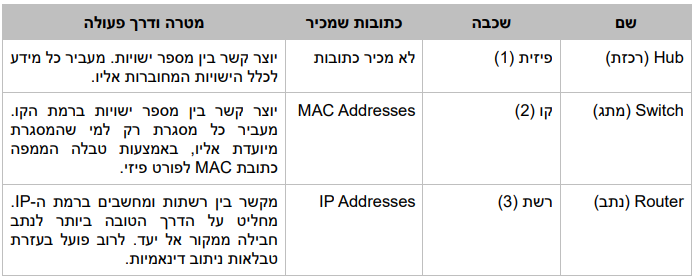 שם שכבה כתובות שמכיר מטרה ודרך פעולה
Hub (רכזת) פיזית (1) לא מכיר כתובות יוצר קשר בין מספר ישויות. מעביר כל מידע
לכלל הישויות המחוברות אליו.
Switch (מתג) קו (2) MAC Addresses יוצר קשר בין מספר ישויות ברמת הקו.
מעביר כל מסגרת רק למי שהמסגרת
מיועדת אליו, באמצעות טבלה הממפה
כתובת MAC לפורט פיזי.
Router (נתב) רשת (3) IP Addresses מקשר בין רשתות ומחשבים ברמת ה-IP.
מחליט על הדרך הטובה ביותר לנתב
חבילה ממקור אל יעד. לרוב פועל בעזרת
טבלאות ניתוב דינאמיות.